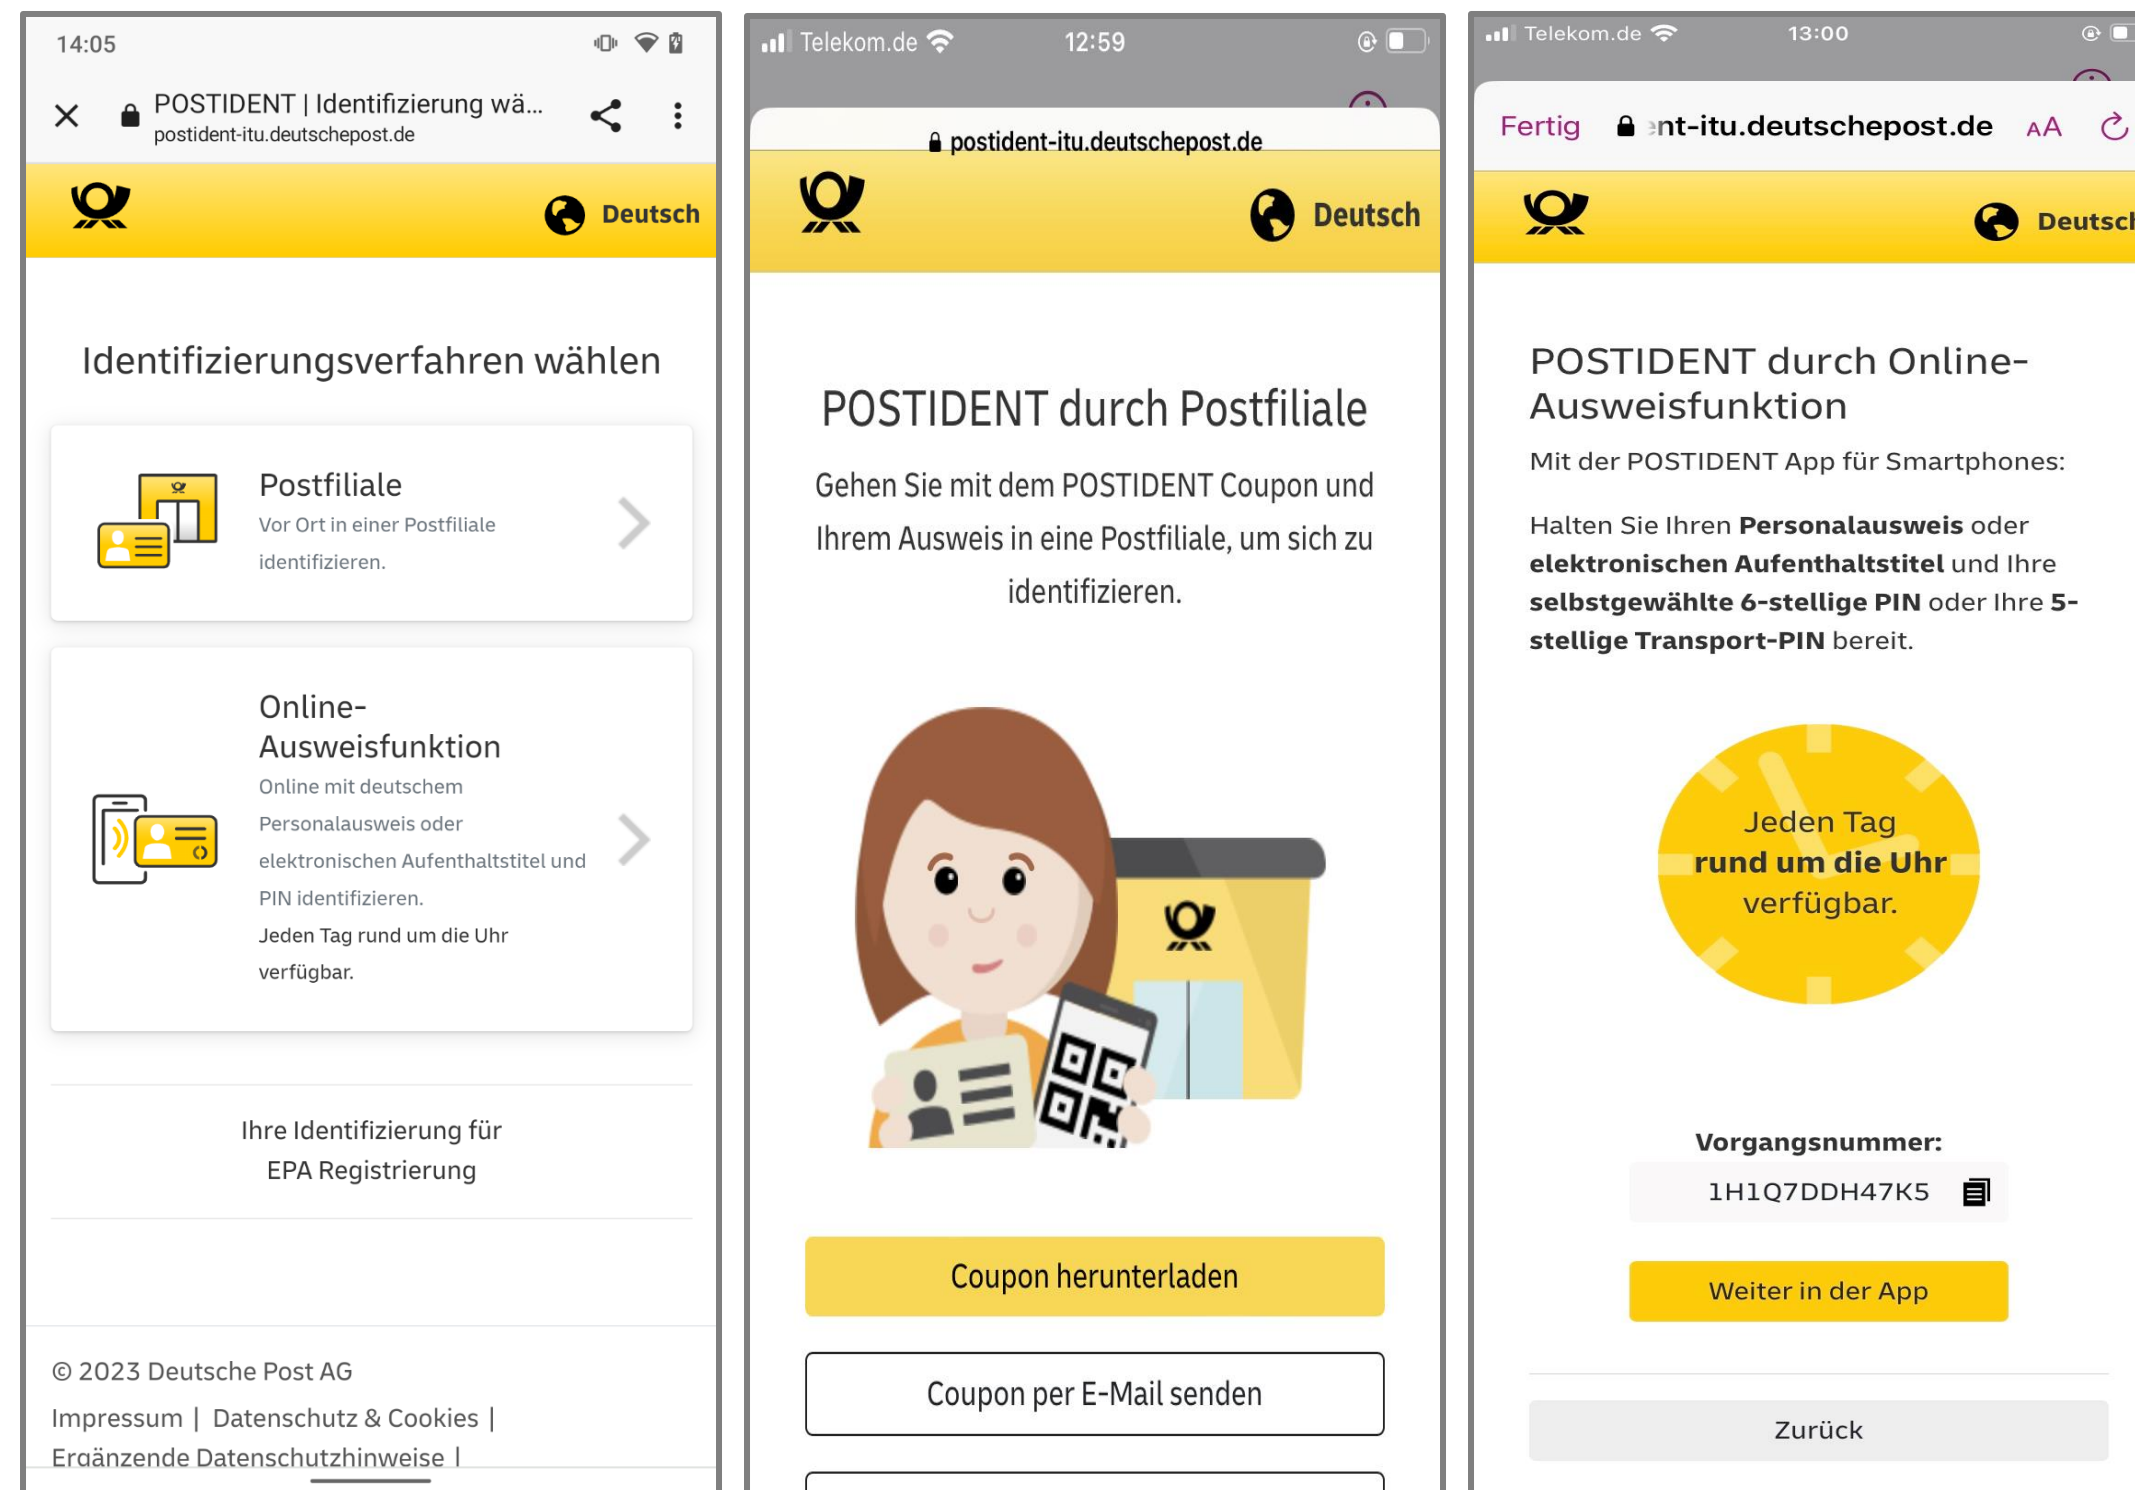 14:05
POSTIDENT | Identifizierung wä...
postident-itu.deutschepost.de
Deutsch
Identifizierungsverfahren wählen
Postfiliale
Vor Ort in einer Postfiliale
identifizieren.
Online-
Ausweisfunktion
Online mit deutschem
Personalausweis oder
elektronischen Aufenthaltstitel und
PIN identifizieren.
Jeden Tag rund um die Uhr
verfügbar.
Ihre Identifizierung für
EPA Registrierung
© 2023 Deutsche Post AG
Impressum | Datenschutz & Cookies |
Ergänzende Datenschutzhinweise |
Telekom.de 12:59
postident-itu.deutschepost.de
Deutsch
POSTIDENT durch Postfiliale
Gehen Sie mit dem POSTIDENT Coupon und
Ihrem Ausweis in eine Postfiliale, um sich zu
identifizieren.
Coupon herunterladen
Coupon per E-Mail senden
Telekom.de 13:00
Fertig nt-itu.deutschepost.de AA
Deutsch
POSTIDENT durch Online-
Ausweisfunktion
Mit der POSTIDENT App für Smartphones:
Halten Sie Ihren Personalausweis oder
elektronischen Aufenthaltstitel und Ihre
selbstgewählte 6-stellige PIN oder Ihre 5-
stellige Transport-PIN bereit.
Jeden Tag
rund um die Uhr
verfügbar.
Vorgangsnummer:
1H1Q7DDH47K5
Weiter in der App
Zurück